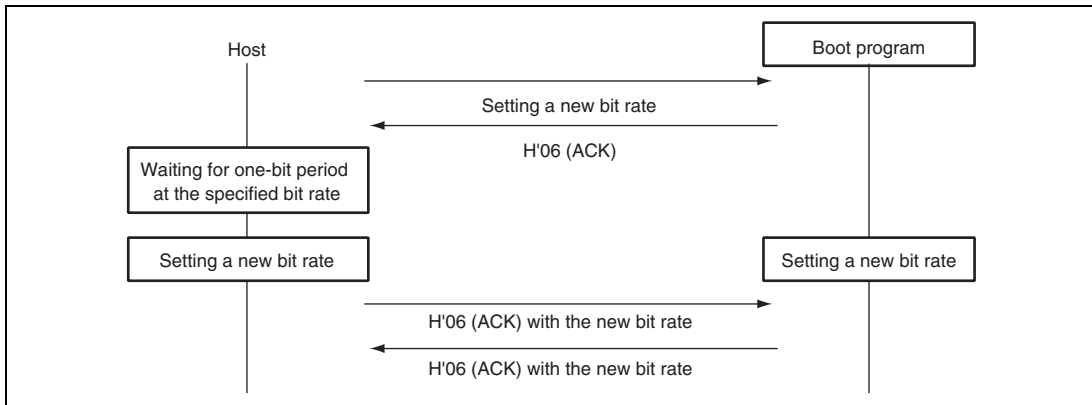 Host
Boot program
Setting a new bit rate
H'06 (ACK)
Waiting for one-bit period
at the specified bit rate
Setting a new bit rate
Setting a new bit rate
H'06 (ACK) with the new bit rate
H'06 (ACK) with the new bit rate